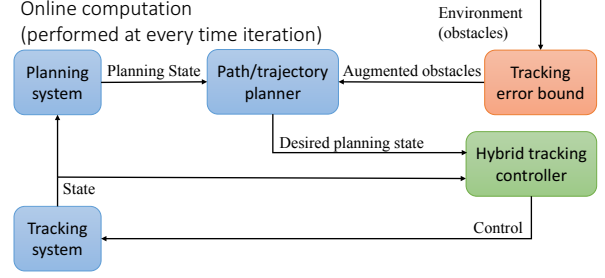 Online computation
(performed at every time iteration)
Environment
(obstacles)
Planning
system
Planning State
Path/trajectory
planner
Augmented obstacles
Tracking
error bound
Desired planning state
Hybrid tracking
controller
State
Tracking
system
Control